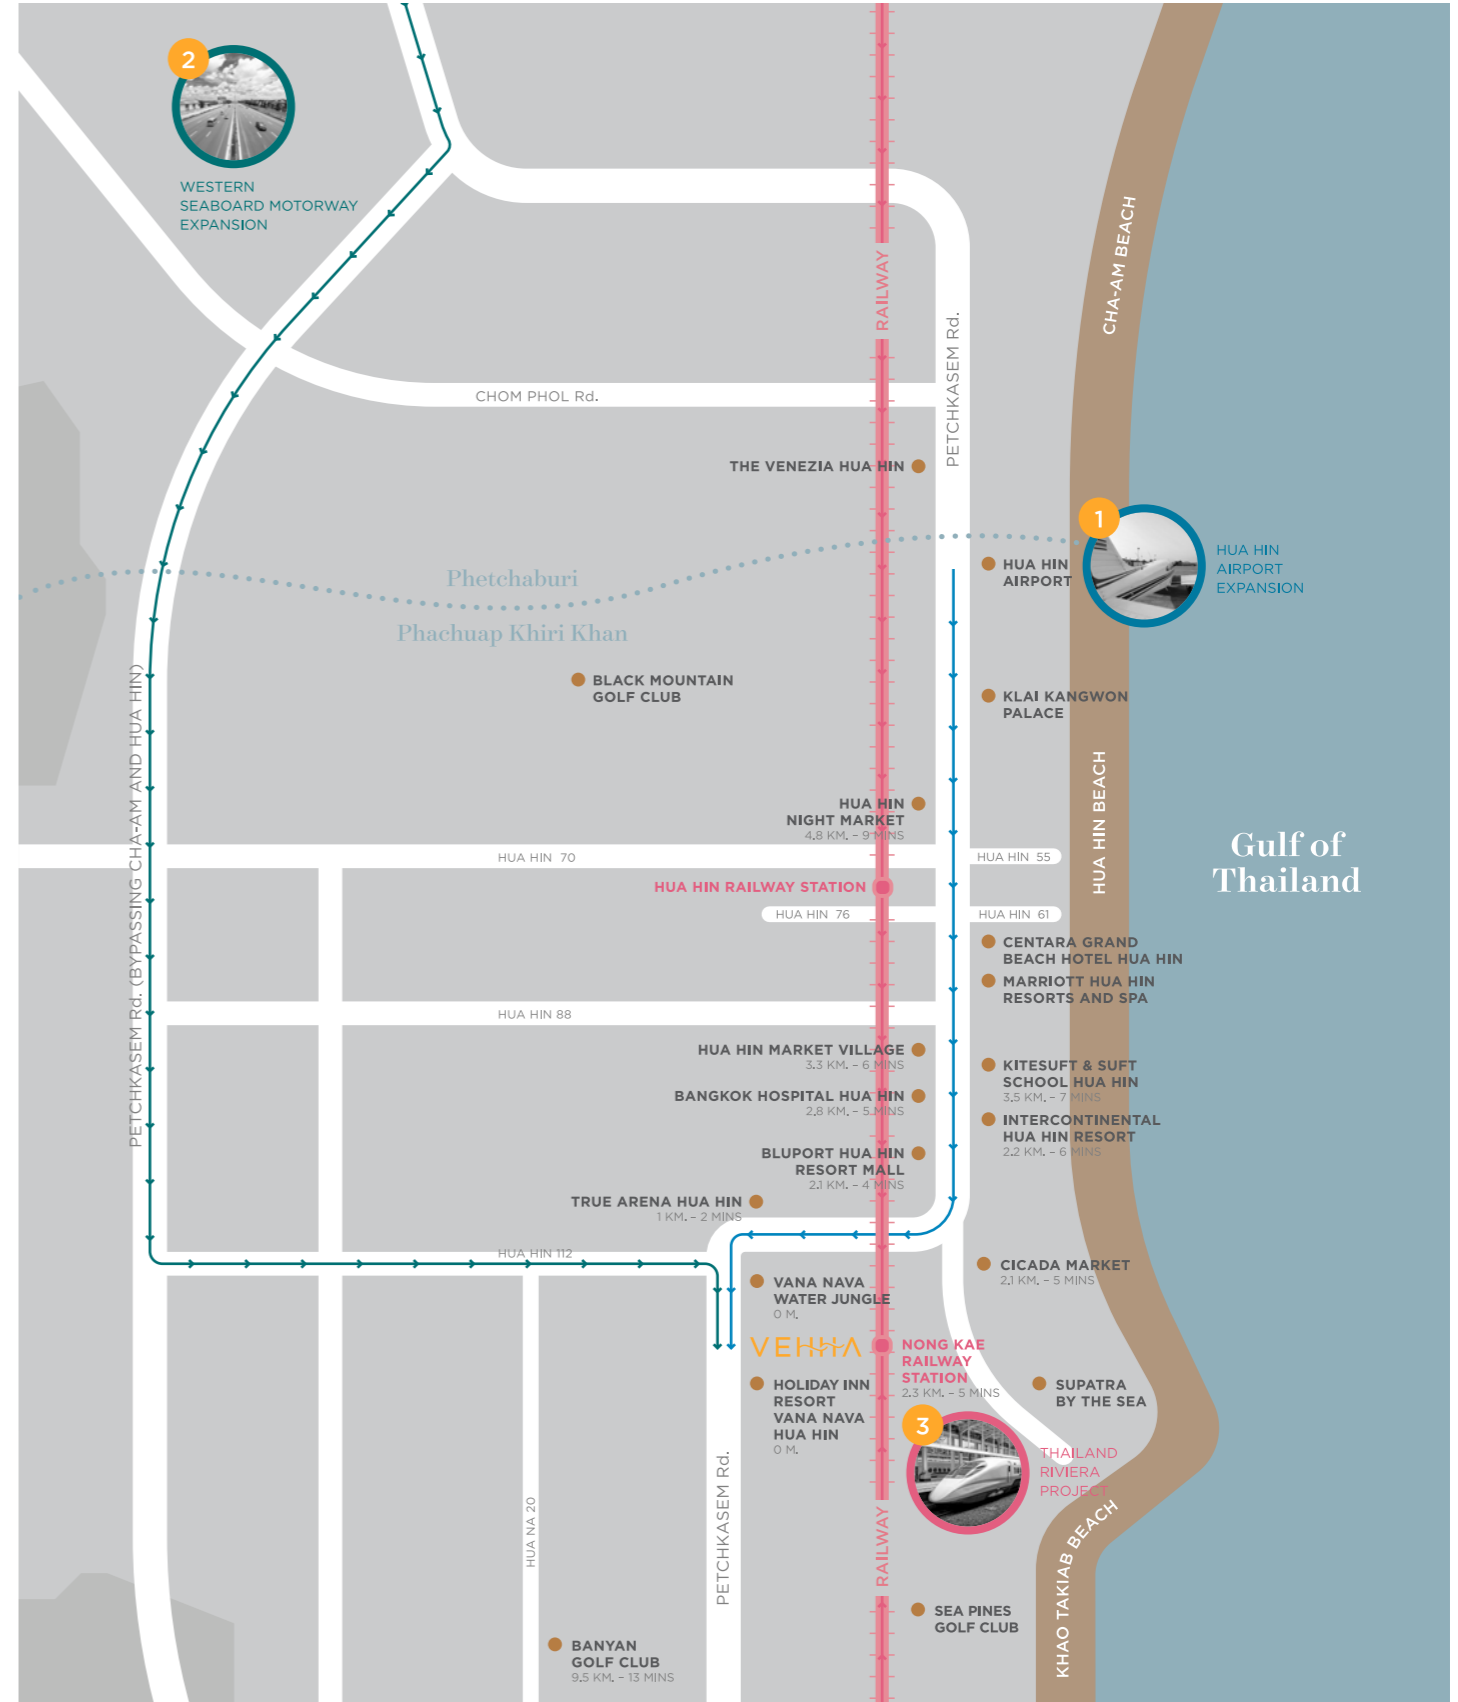 2
WESTERN
SEABOARD MOTORWAY
EXPANSION
RAILWAY
CHA-AM BEACH
PETCHKASEM Rd.
CHOM PHOL Rd.
THE VENEZIA HUA HIN
1
HUA HIN
AIRPORT
EXPANSION
HUA HIN
AIRPORT
Phetchaburi
Phachuap Khiri Khan
BLACK MOUNTAIN
GOLF CLUB
KLAI KANGWON
PALACE
PETCHKASEM Rd. (BYPASSING CHA-AM AND HUA HIN)
HUA HIN BEACH
HUA HIN
NIGHT MARKET
4.8 KM. – 9 MINS
Gulf of
Thailand
HUA HIN 70
HUA HIN 55
HUA HIN RAILWAY STATION
HUA HIN 76
HUA HIN 61
CENTARA GRAND
BEACH HOTEL HUA HIN
MARRIOTT HUA HIN
RESORTS AND SPA
HUA HIN 88
HUA HIN MARKET VILLAGE
3.3 KM. – 6 MINS
KITESUFT & SUFT
SCHOOL HUA HIN
3.5 KM. – 7 MINS
BANGKOK HOSPITAL HUA HIN
2.8 KM. – 5 MINS
INTERCONTINENTAL
HUA HIN RESORT
2.2 KM. – 6 MINS
BLUPORT HUA HIN
RESORT MALL
2.1 KM. – 4 MINS
TRUE ARENA HUA HIN
1 KM. – 2 MINS
HUA HIN 112
CICADA MARKET
2.1 KM. – 5 MINS
VANA NAVA
WATER JUNGLE
0 M.
VEHHA
NONG KAE
RAILWAY
STATION
2.3 KM. – 5 MINS
HOLIDAY INN
RESORT
VANA NAVA
HUA HIN
0 M.
SUPATRA
BY THE SEA
3
THAILAND
RIVIERA
PROJECT
PETCHKASEM Rd.
HUA NA 20
RAILWAY
KHAO TAKIAB BEACH
SEA PINES
GOLF CLUB
BANYAN
GOLF CLUB
9.5 KM. – 13 MINS